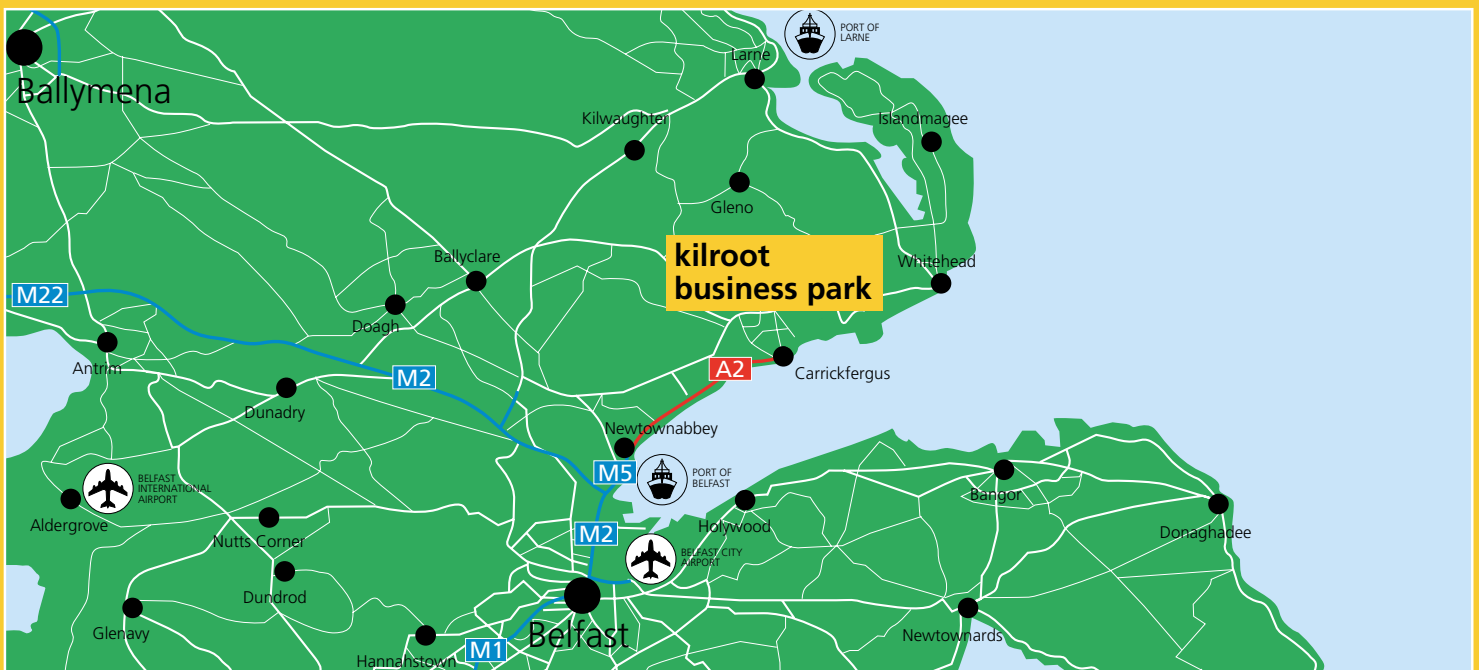 PORT OF
LARNE
Larne
Ballymena
Kilwaughter
Islandmagee
Gleno
kilroot
business park
Ballyclare
Whitehead
M22
Doagh
Antrim
M2
A2
Carrickfergus
Dunadry
Newtownabbey
M5
PORT OF
BELFAST
BELFAST
INTERNATIONAL
AIRPORT
Bangor
Aldergrove
Holywood
Donaghadee
Nutts Corner
M2
BELFAST CITY
AIRPORT
Dundrod
Glenavy
Belfast
Newtownards
M1
Hannahstown